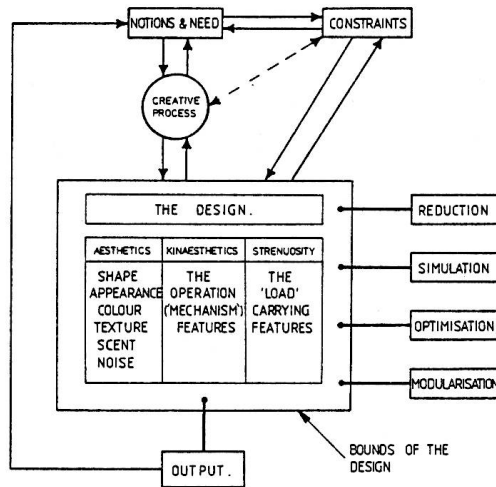 NOTIONS & NEED
CONSTRAINTS
CREATIVE
PROCESS
THE DESIGN.
AESTHETICS
KINAESTHETICS
STRENUOSITY
SHAPE
APPEARANCE
COLOUR
TEXTURE
SCENT
NOISE
THE
OPERATION
('MECHANISM')
FEATURES
THE
'LOAD'
CARRYING
FEATURES
REDUCTION
SIMULATION
OPTIMISATION
MODULARISATION
BOUNDS OF THE
DESIGN
OUTPUT.